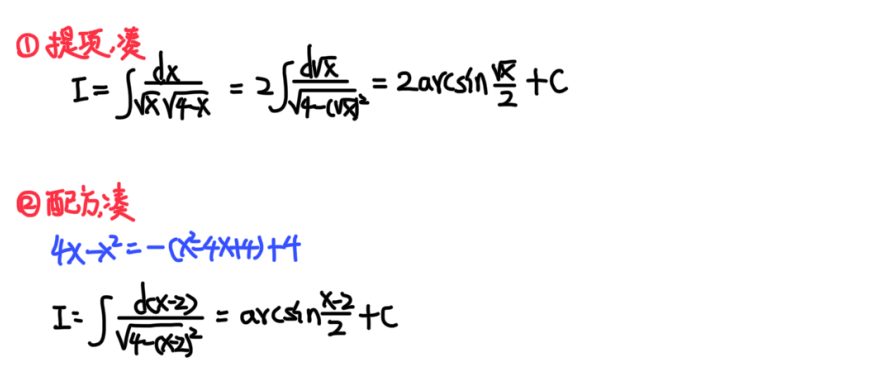 ① 提项,凑
I = ∫ dx/(√x √(4-x)) = 2∫ d√x/√(4-(√x)²) = 2arcsin √x/2 + C
② 配方,凑
4x-x² = -(x²-4x+4)+4
I = ∫ d(x-2)/√(4-(x-2)²) = arcsin (x-2)/2 + C